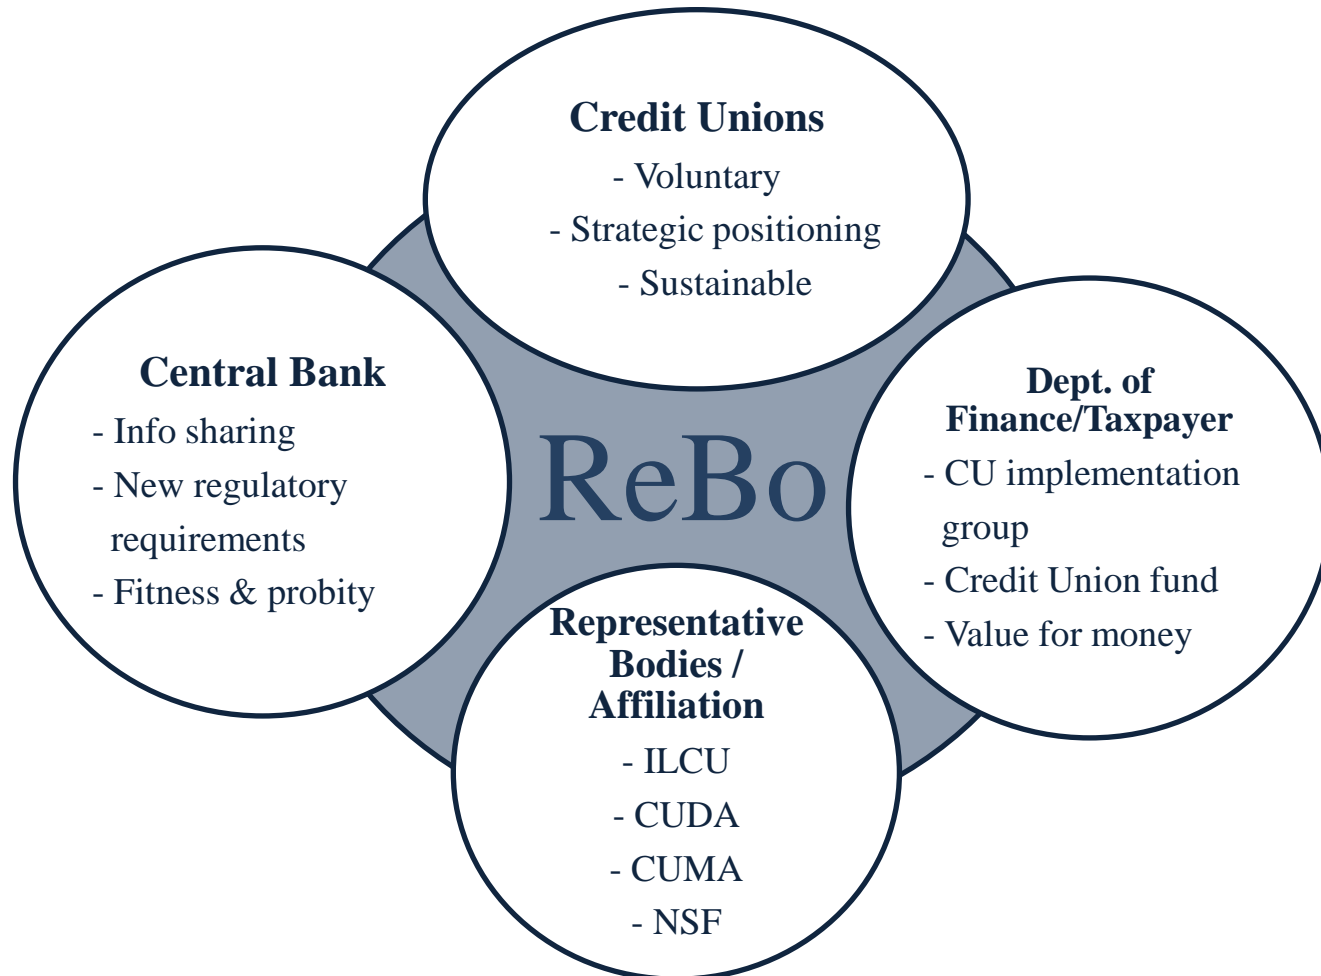 Credit Unions
- Voluntary
- Strategic positioning
- Sustainable
Central Bank
- Info sharing
- New regulatory
requirements
- Fitness & probity
ReBo
Dept. of
Finance/Taxpayer
- CU implementation
group
- Credit Union fund
- Value for money
Representative
Bodies /
Affiliation
- ILCU
- CUDA
- CUMA
- NSF